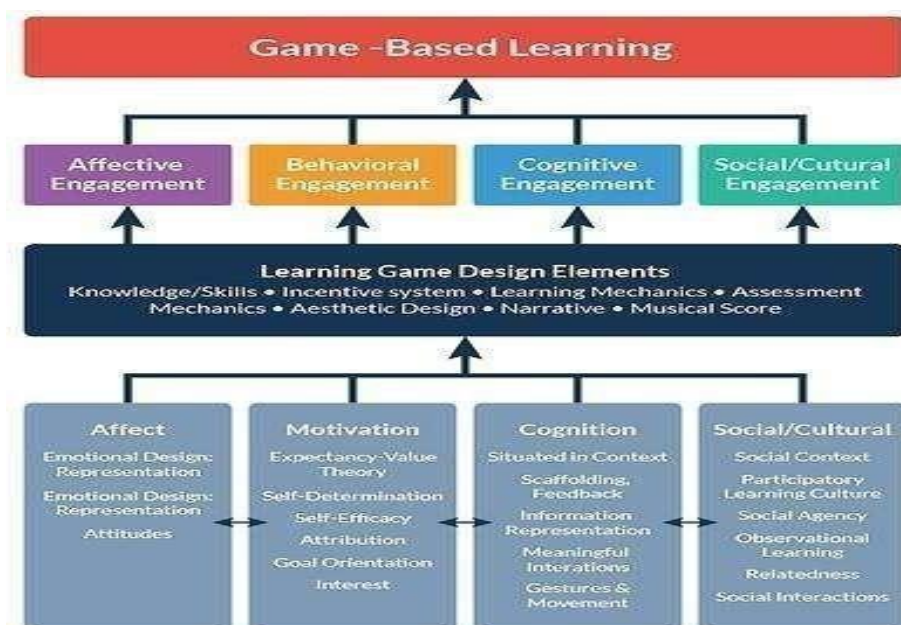 Game -Based Learning
Affective
Engagement
Behavioral
Engagement
Cognitive
Engagement
Social/Cutural
Engagement
Learning Game Design Elements
Knowledge/Skills • Incentive system • Learning Mechanics • Assessment
Mechanics • Aesthetic Design • Narrative • Musical Score
Affect
Emotional Design:
Representation
Emotional Design:
Representation
Attitudes
Motivation
Expectancy-Value
Theory
Self-Determination
Self-Efficacy
Attribution
Goal Orientation
Interest
Cognition
Situated in Context
Scaffolding,
Feedback
Information
Representation
Meaningful
Interations
Gestures &
Movement
Social/Cultural
Social Context
Participatory
Learning Culture
Social Agency
Observational
Learning
Relatedness
Social Interactions